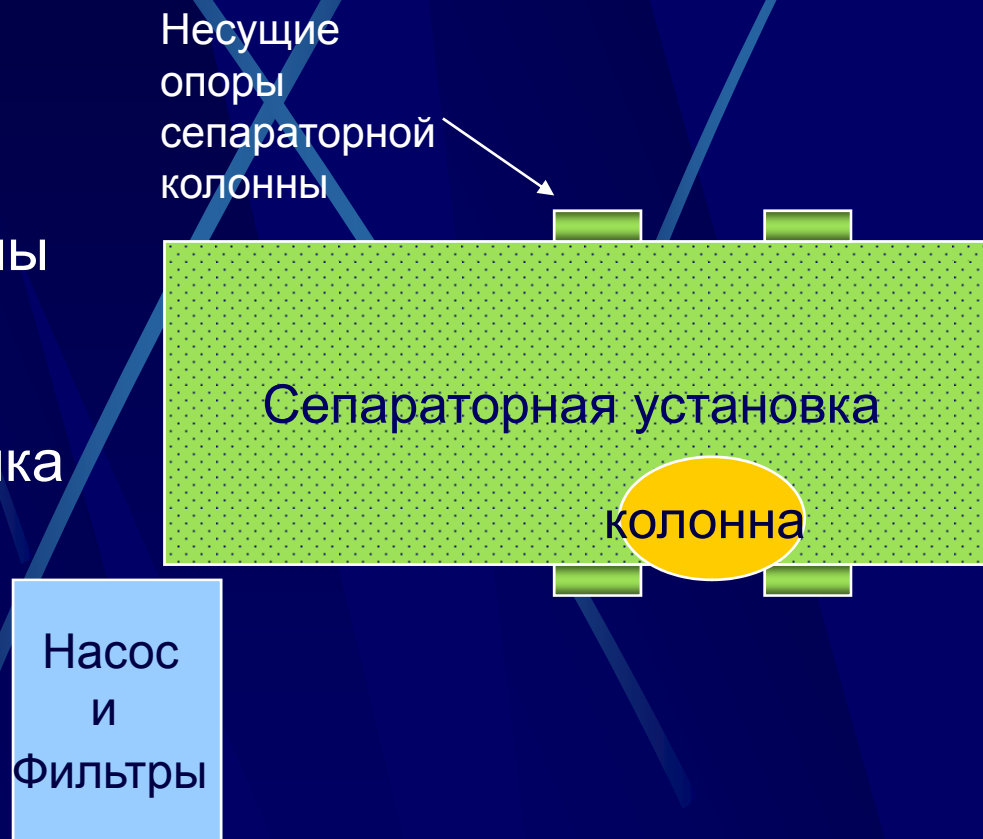 Несущие
опоры
сепараторной
колонны
Сепараторная установка
колонна
Насос
и
Фильтры